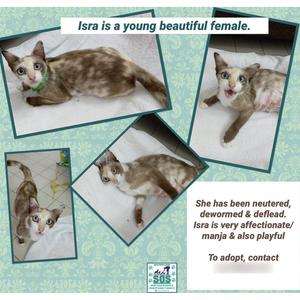 Isra is a young beautiful female.
She has been neutered,
dewormed & deflead.
Isra is very affectionate/
manja & also playful
To adopt, contact
SOS